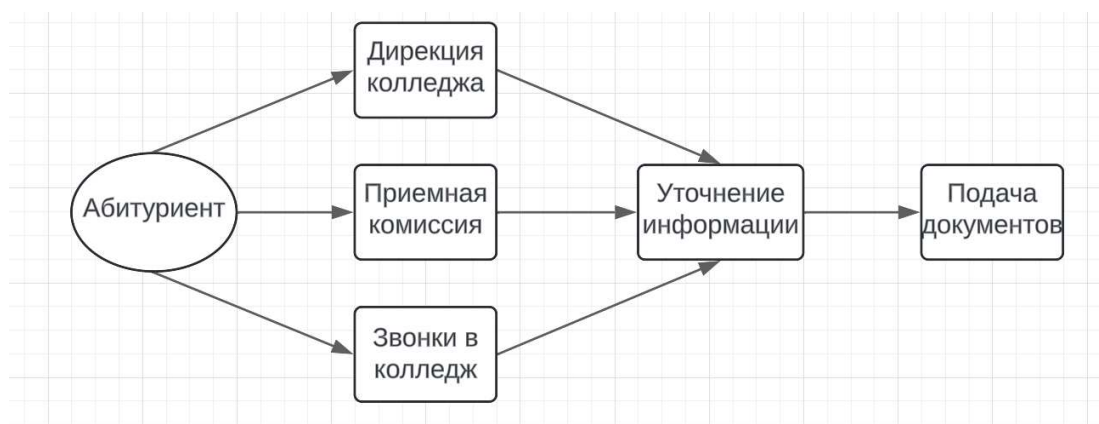 Дирекция
колледжа
Абитуриент
Приемная
комиссия
Уточнение
информации
Подача
документов
Звонки в
колледж